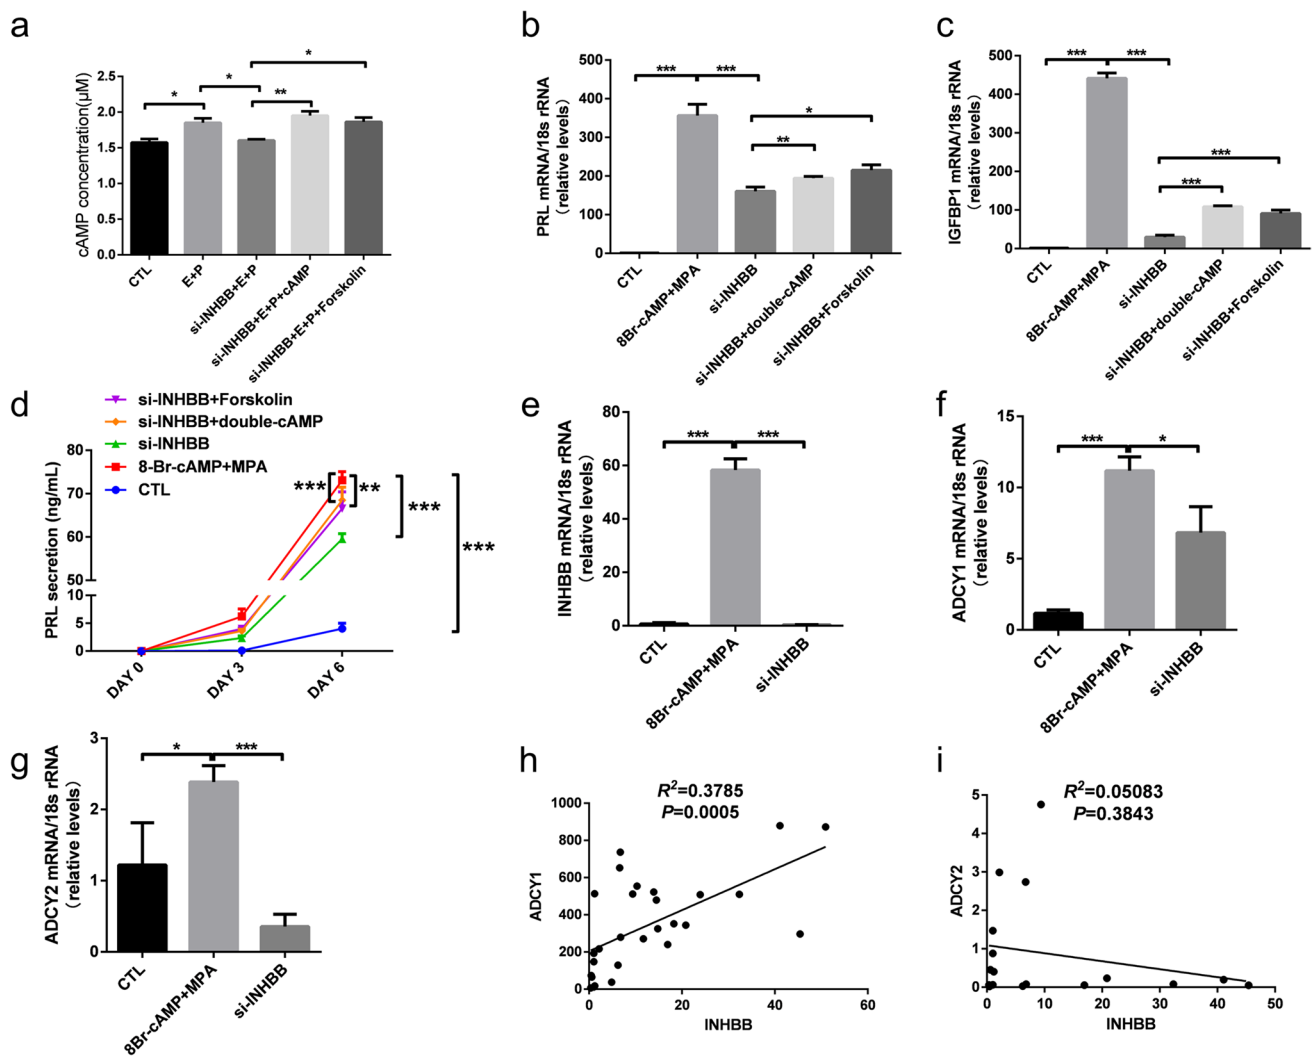 a
cAMP concentration(μM)
2.5
2.0
1.5
1.0
0.5
0.0
*
*
**
*
CTL
E+P
si-INHBB+E+P
si-INHBB+E+P+cAMP
si-INHBB+E+P+Forskolin
b
PRL mRNA/18s rRNA
(relative levels)
500
400
300
200
100
0
***
***
*
**
CTL
8Br-cAMP+MPA
si-INHBB
si-INHBB+double-cAMP
si-INHBB+Forskolin
c
IGFBP1 mRNA/18s rRNA
(relative levels)
500
400
300
200
100
0
***
***
***
***
CTL
8Br-cAMP+MPA
si-INHBB
si-INHBB+double-cAMP
si-INHBB+Forskolin
d
si-INHBB+Forskolin
si-INHBB+double-cAMP
si-INHBB
8-Br-cAMP+MPA
CTL
PRL secretion (ng/mL)
80
70
60
50
10
5
0
***
**
***
***
DAY 0
DAY 3
DAY 6
e
INHBB mRNA/18s rRNA
(relative levels)
80
60
40
20
0
***
***
CTL
8Br-cAMP+MPA
si-INHBB
f
ADCY1 mRNA/18s rRNA
(relative levels)
15
10
5
0
***
*
CTL
8Br-cAMP+MPA
si-INHBB
g
ADCY2 mRNA/18s rRNA
(relative levels)
3
2
1
0
*
***
CTL
8Br-cAMP+MPA
si-INHBB
h
R²=0.3785
P=0.0005
ADCY1
1000
800
600
400
200
0
0
20
40
60
INHBB
i
R²=0.05083
P=0.3843
ADCY2
5
4
3
2
1
0
0
10
20
30
40
50
INHBB